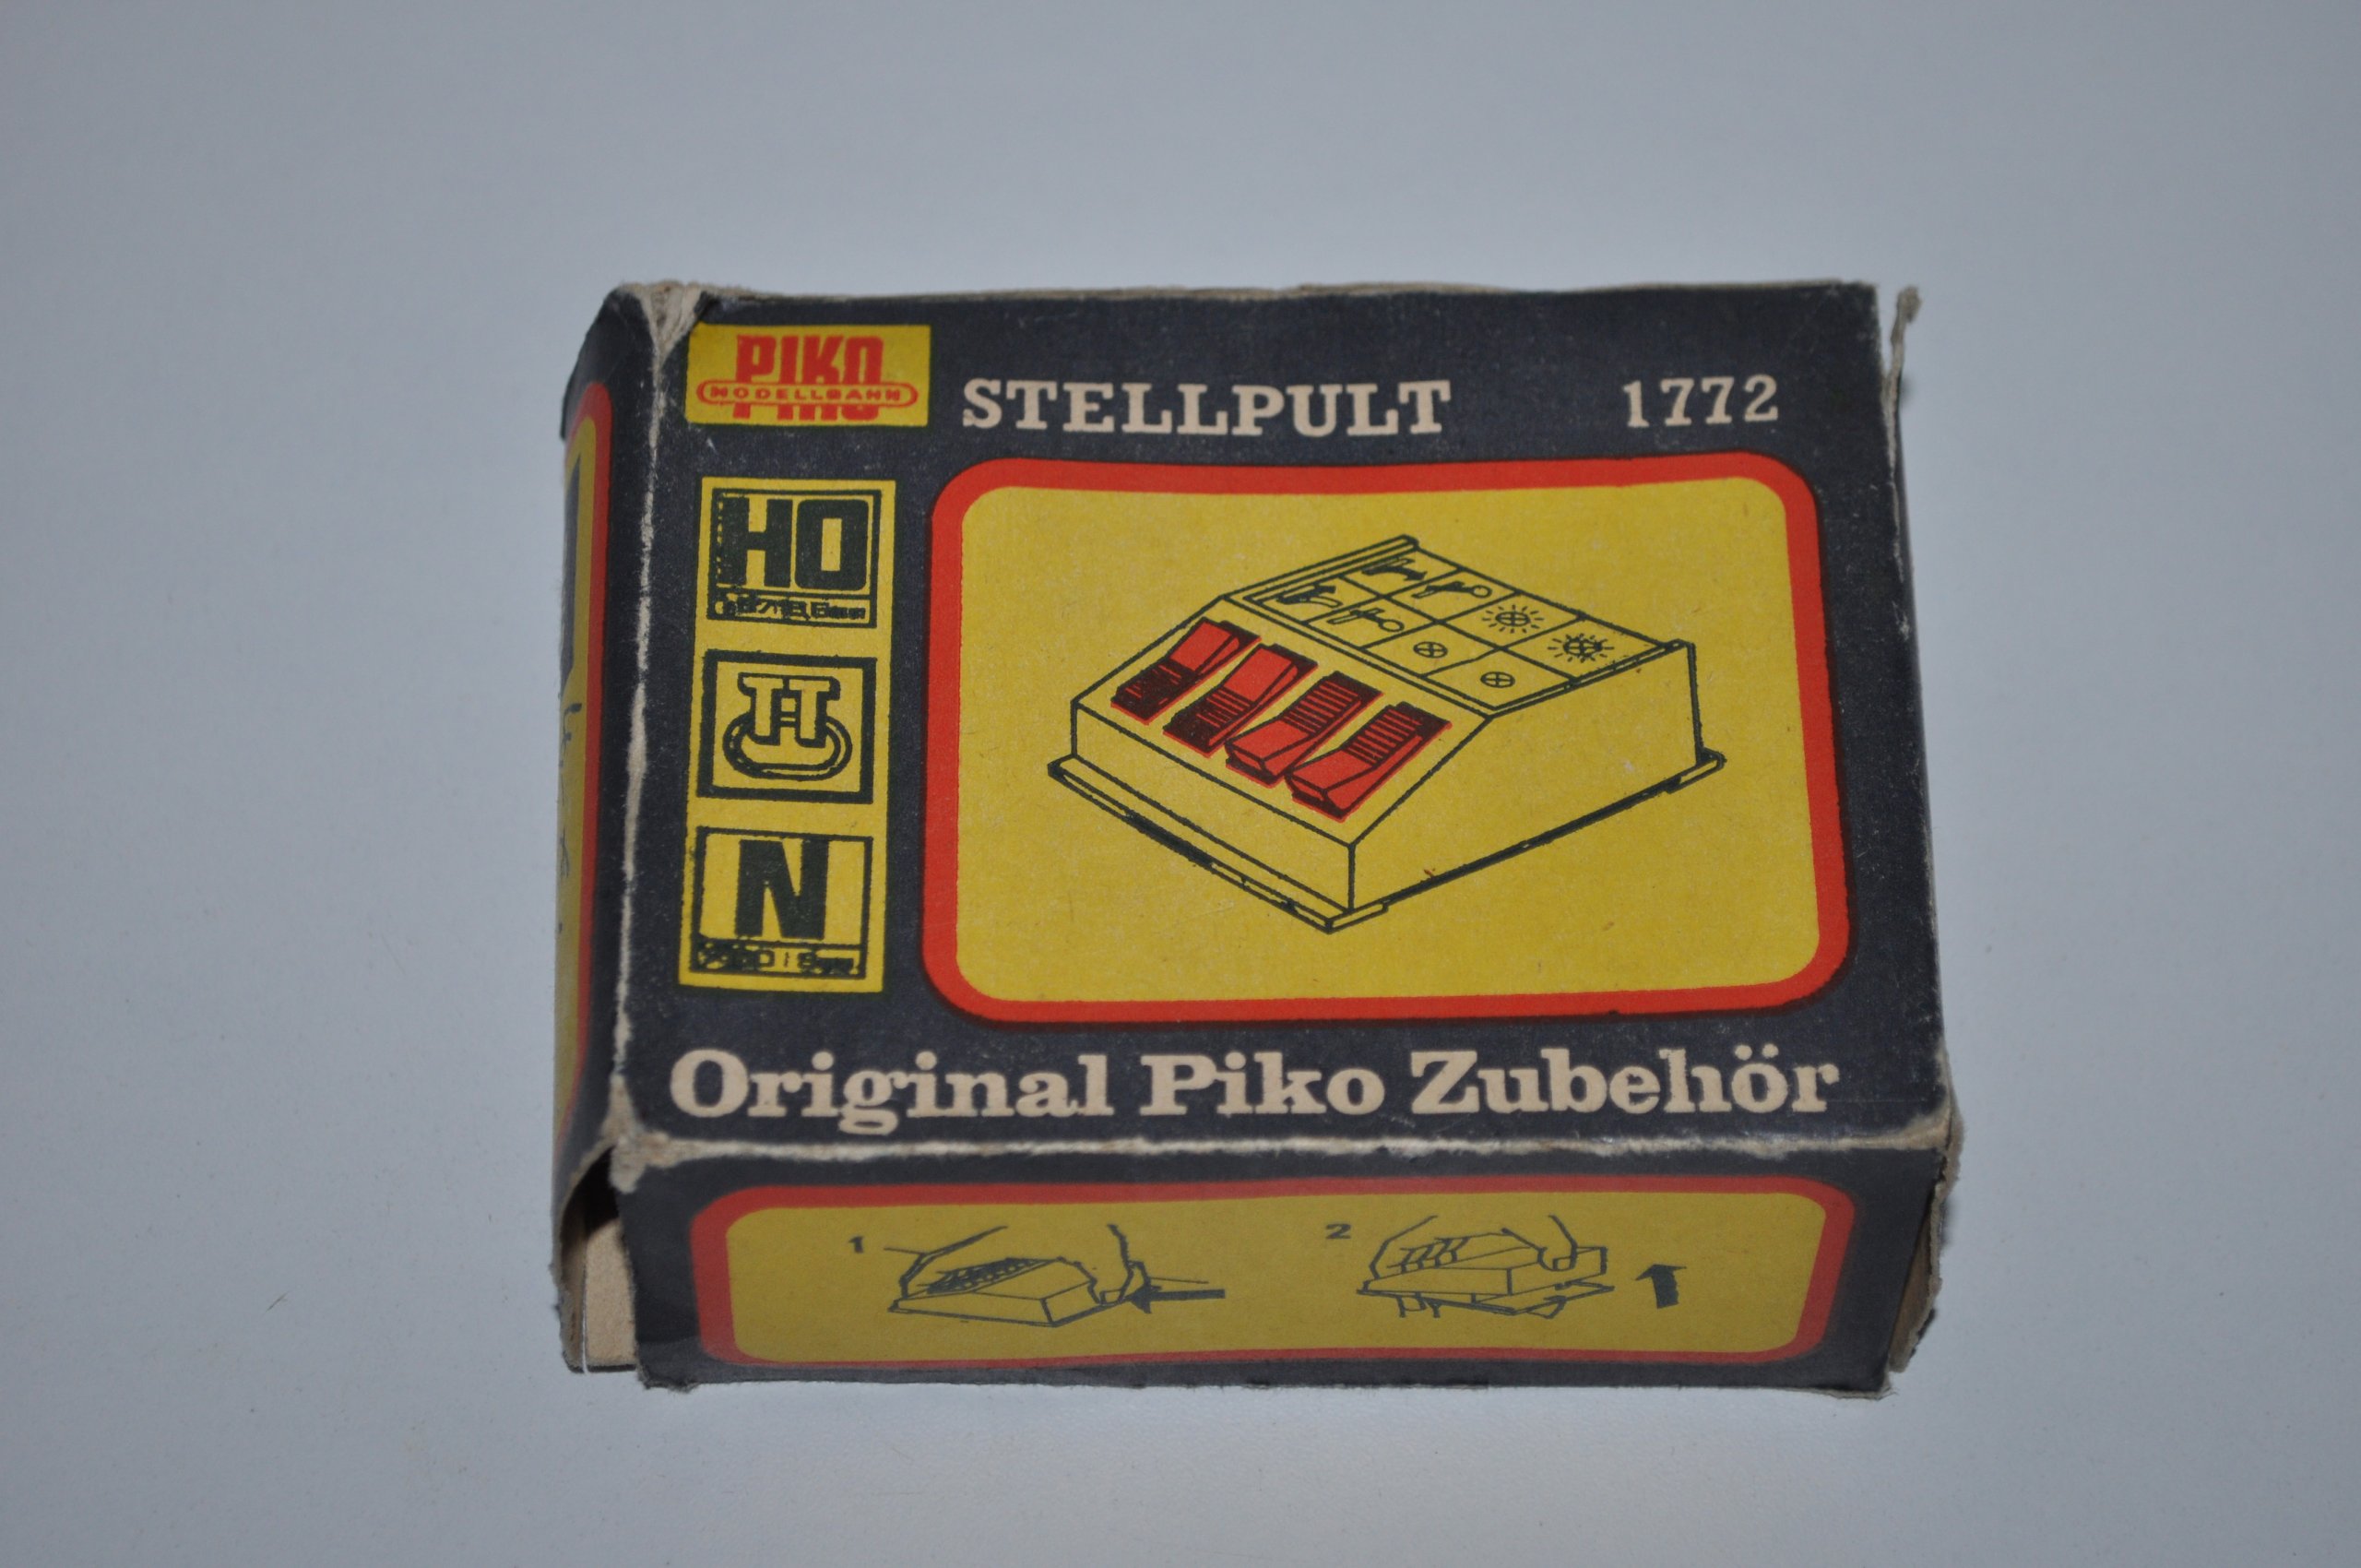 PIKO
MODELLBAHN
STELLPULT 1772
HO
TT
N
Original Piko Zubehör
1 2